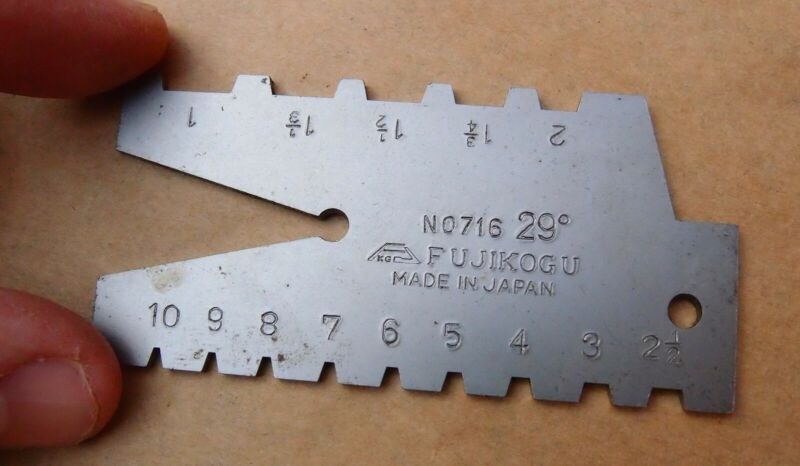 1 1⅓ 1½ 1¾ 2
NO716 29°
KG FUJIKOGU
MADE IN JAPAN
10 9 8 7 6 5 4 3 2½